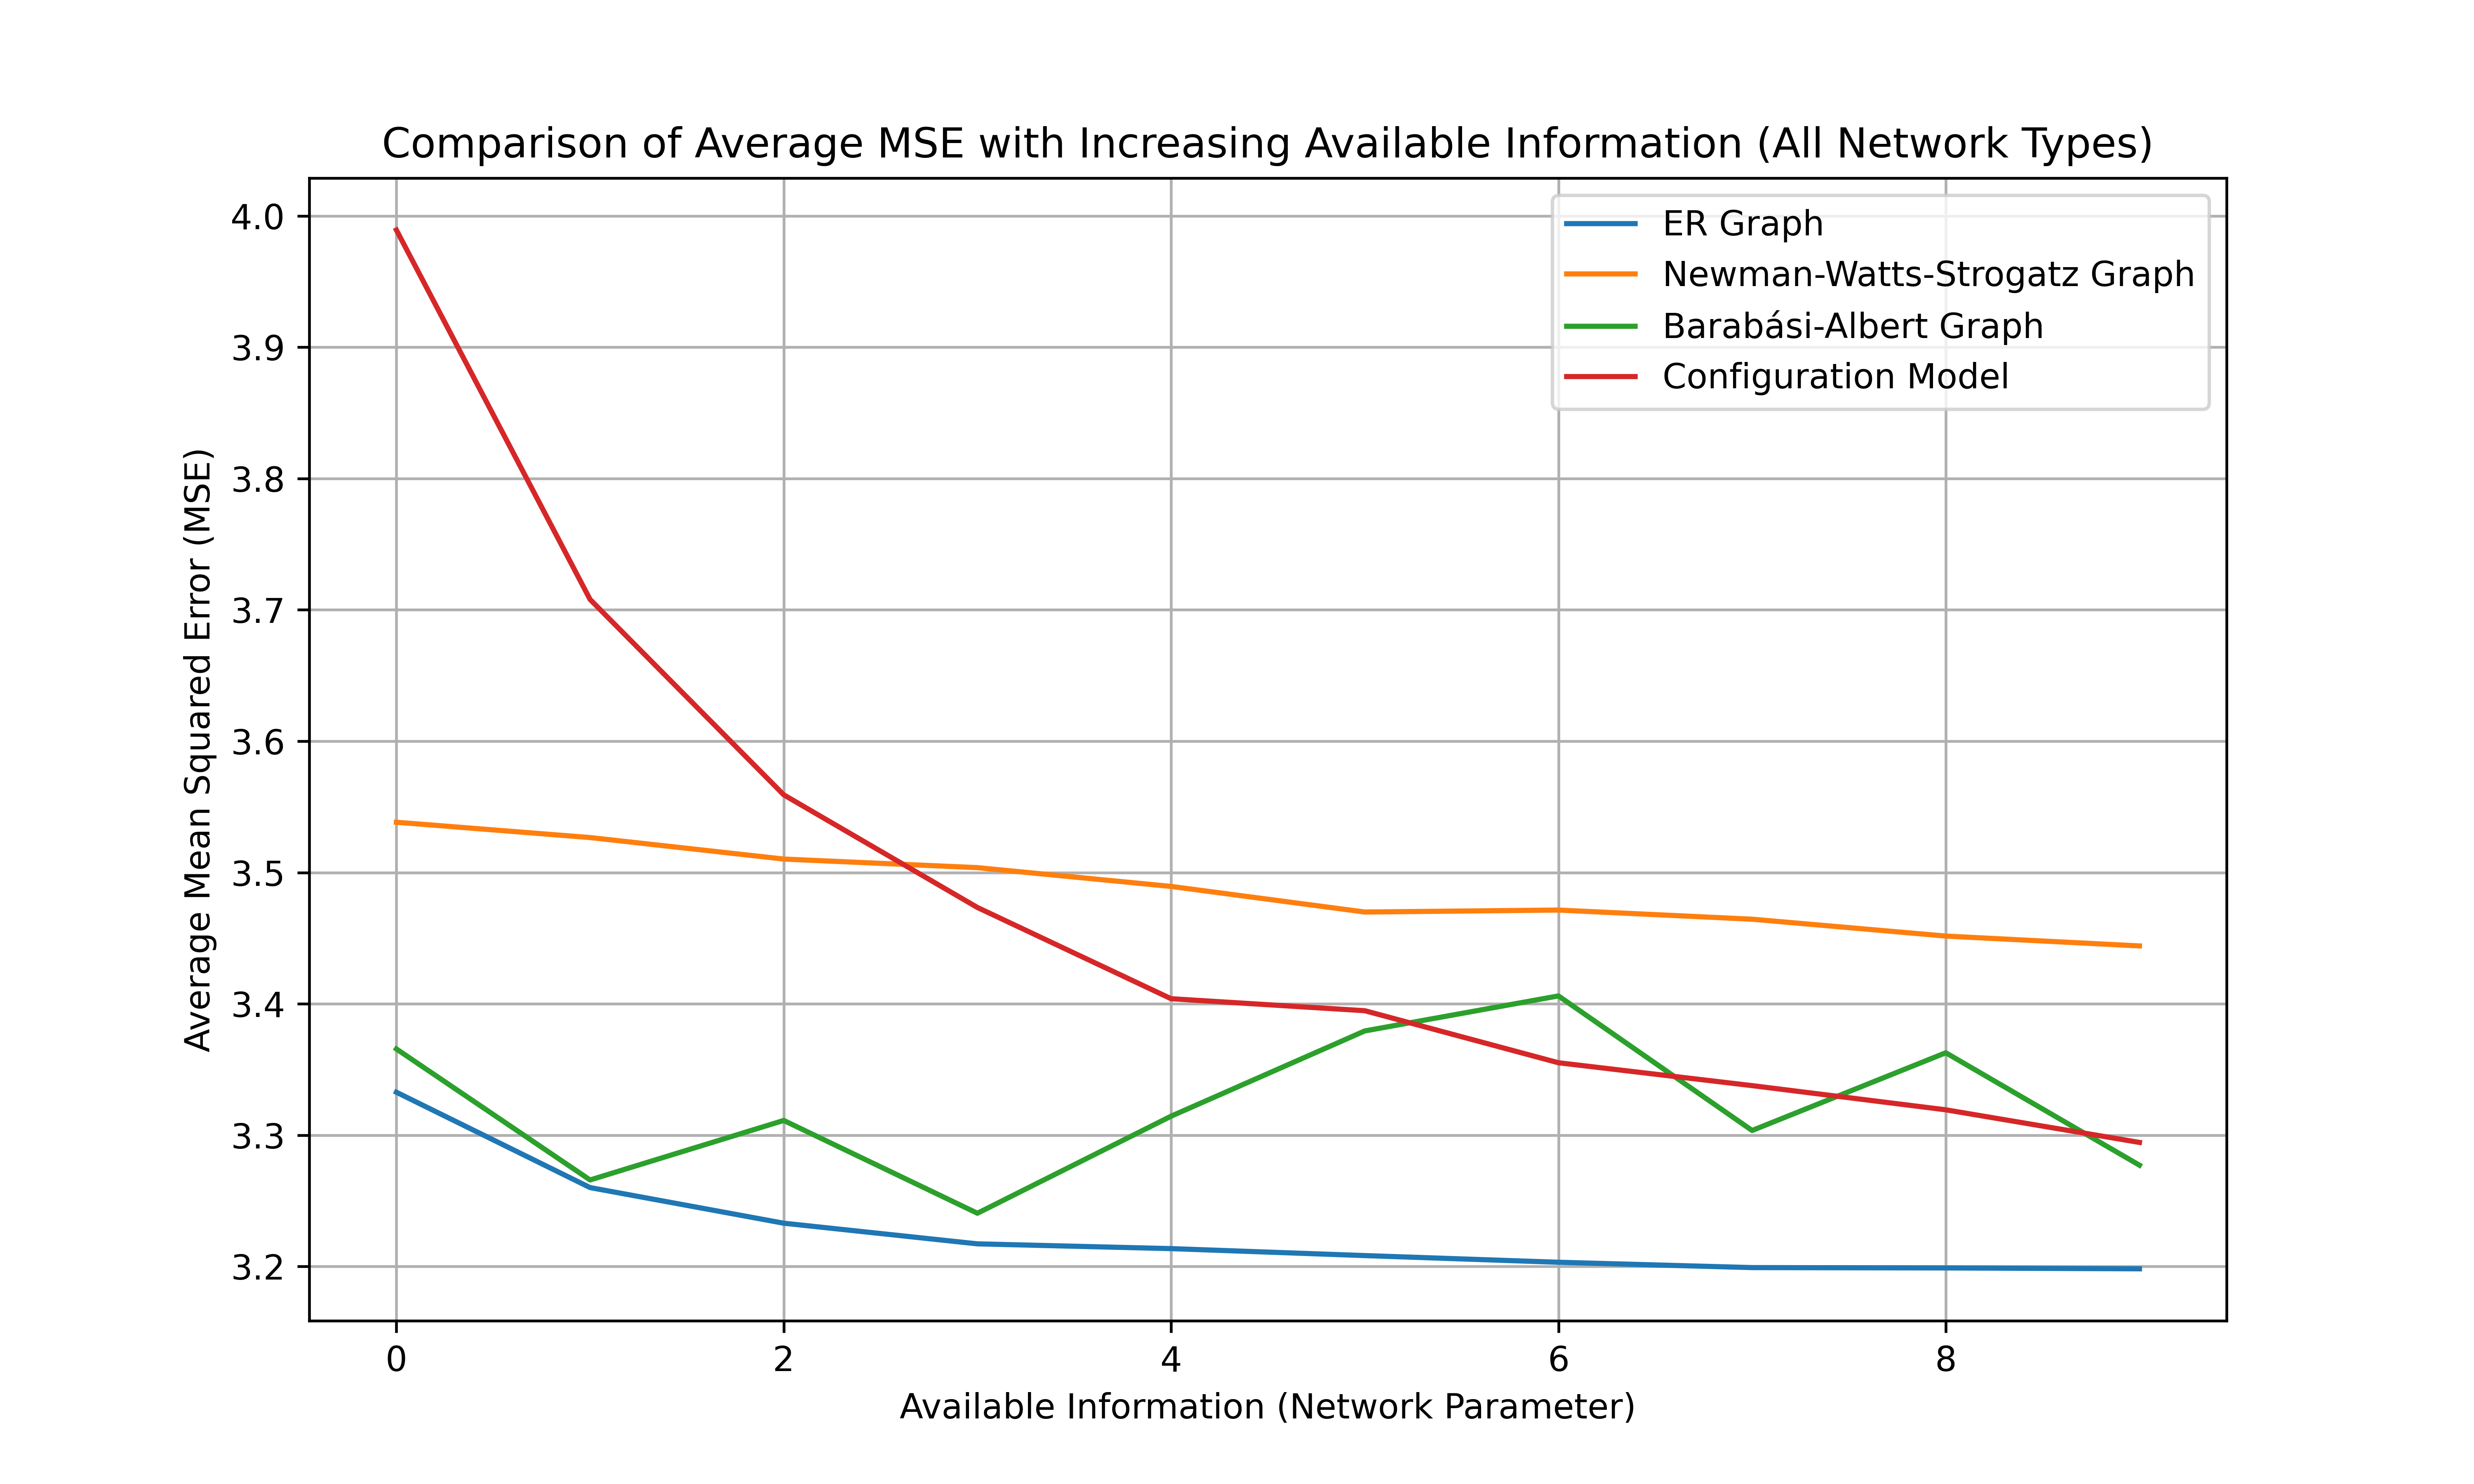 Comparison of Average MSE with Increasing Available Information (All Network Types)
ER Graph
Newman-Watts-Strogatz Graph
Barabási-Albert Graph
Configuration Model
Average Mean Squared Error (MSE)
4.0
3.9
3.8
3.7
3.6
3.5
3.4
3.3
3.2
0 2 4 6 8
Available Information (Network Parameter)